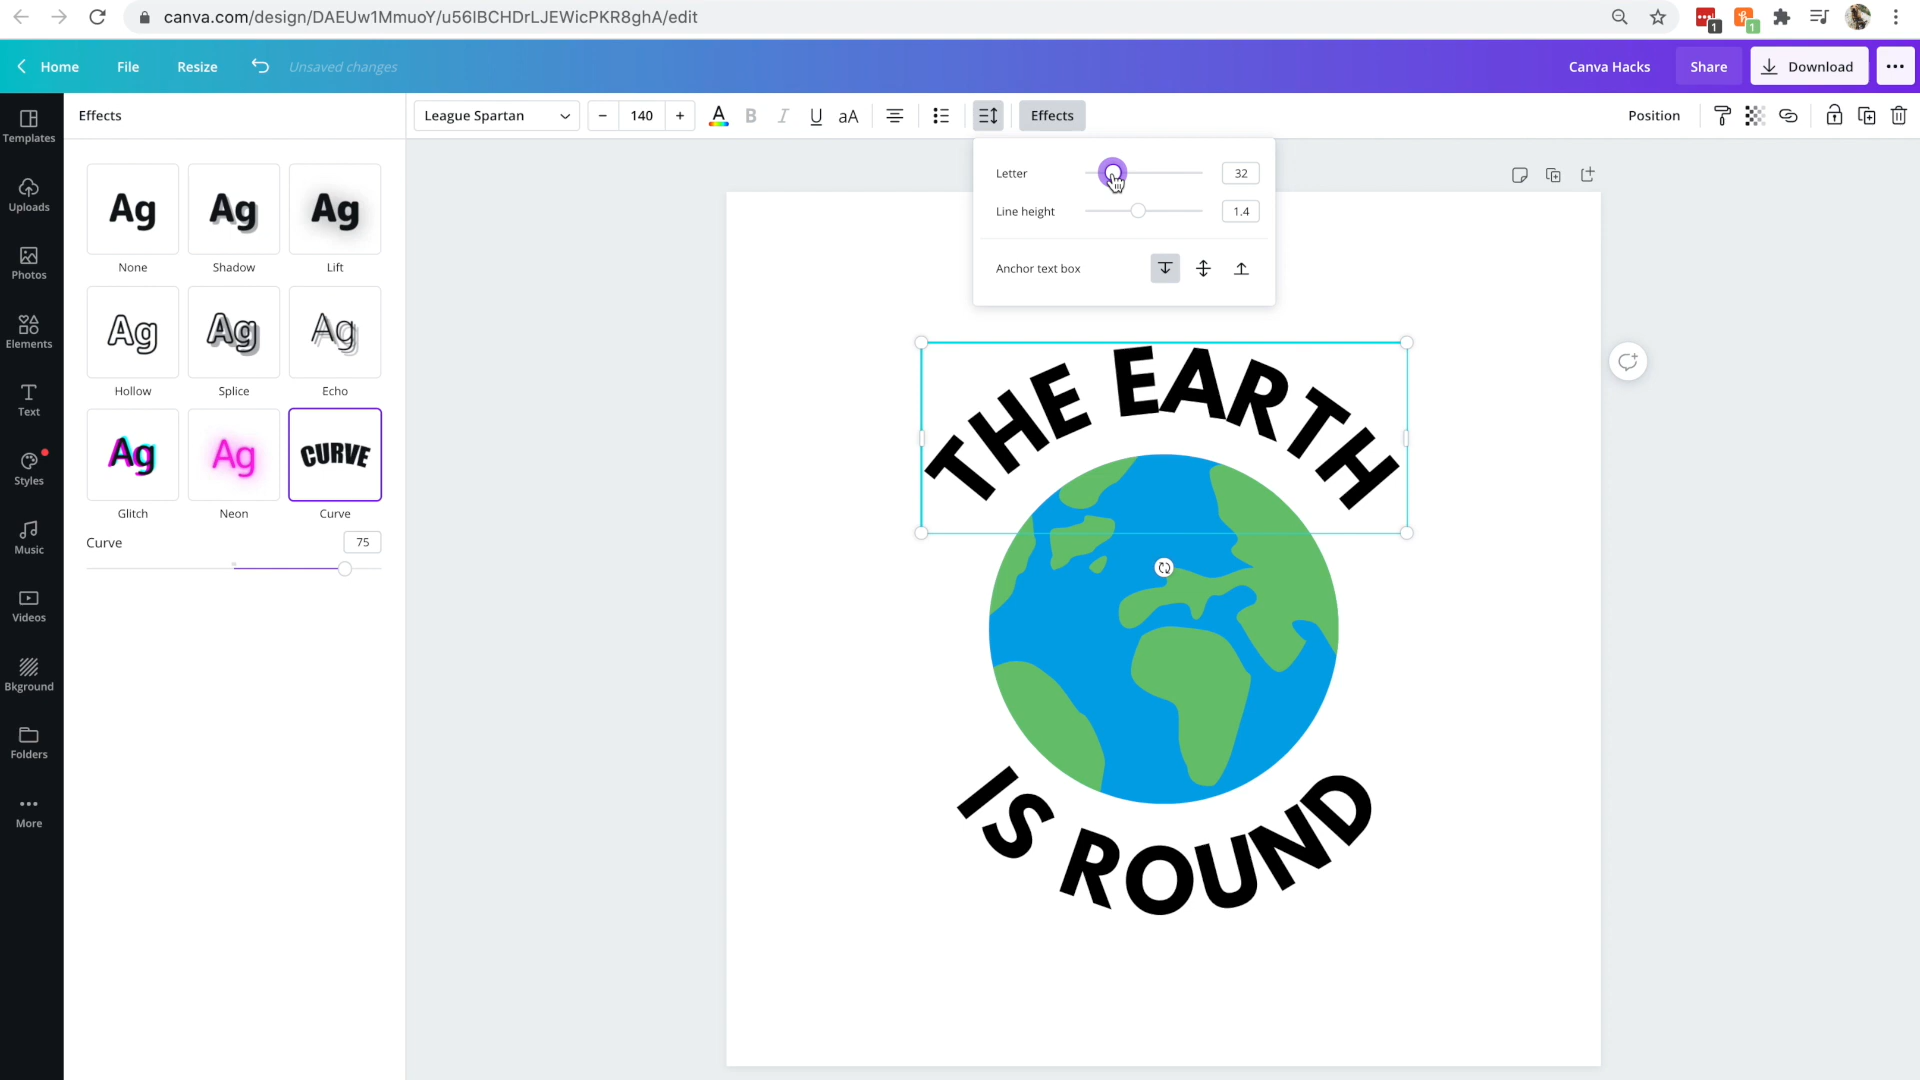 canva.com/design/DAEUw1MmuoY/u56IBCHDrLJEWicPKR8ghA/edit
1
1
Home
File
Resize
Unsaved changes
Canva Hacks
Share
Download
Templates
Uploads
Photos
Elements
Text
Styles
Music
Videos
Bkground
Folders
More
Effects
Ag
None
Ag
Shadow
Ag
Lift
Ag
Hollow
Ag
Splice
Ag
Echo
Ag
Glitch
Ag
Neon
CURVE
Curve
Curve
75
League Spartan
140
A
B
I
U
aA
Effects
Position
Letter
32
Line height
1.4
Anchor text box
THE EARTH
IS ROUND